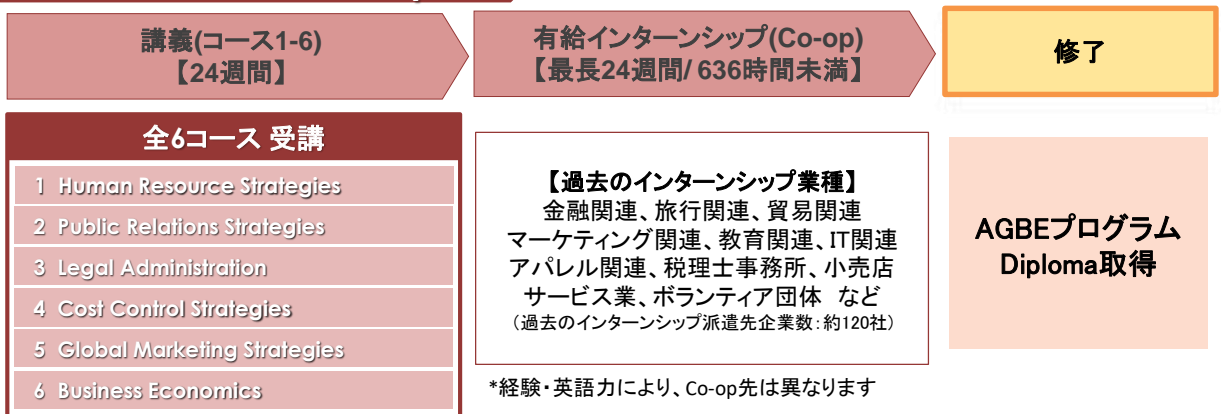 講義(コース1-6)
【24週間】
有給インターンシップ(Co-op)
【最長24週間/ 636時間未満】
修了
全6コース 受講
1 Human Resource Strategies
2 Public Relations Strategies
3 Legal Administration
4 Cost Control Strategies
5 Global Marketing Strategies
6 Business Economics
【過去のインターンシップ業種】
金融関連、旅行関連、貿易関連
マーケティング関連、教育関連、IT関連
アパレル関連、税理士事務所、小売店
サービス業、ボランティア団体 など
（過去のインターンシップ派遣先企業数：約120社）
*経験・英語力により、Co-op先は異なります
AGBEプログラム
Diploma取得